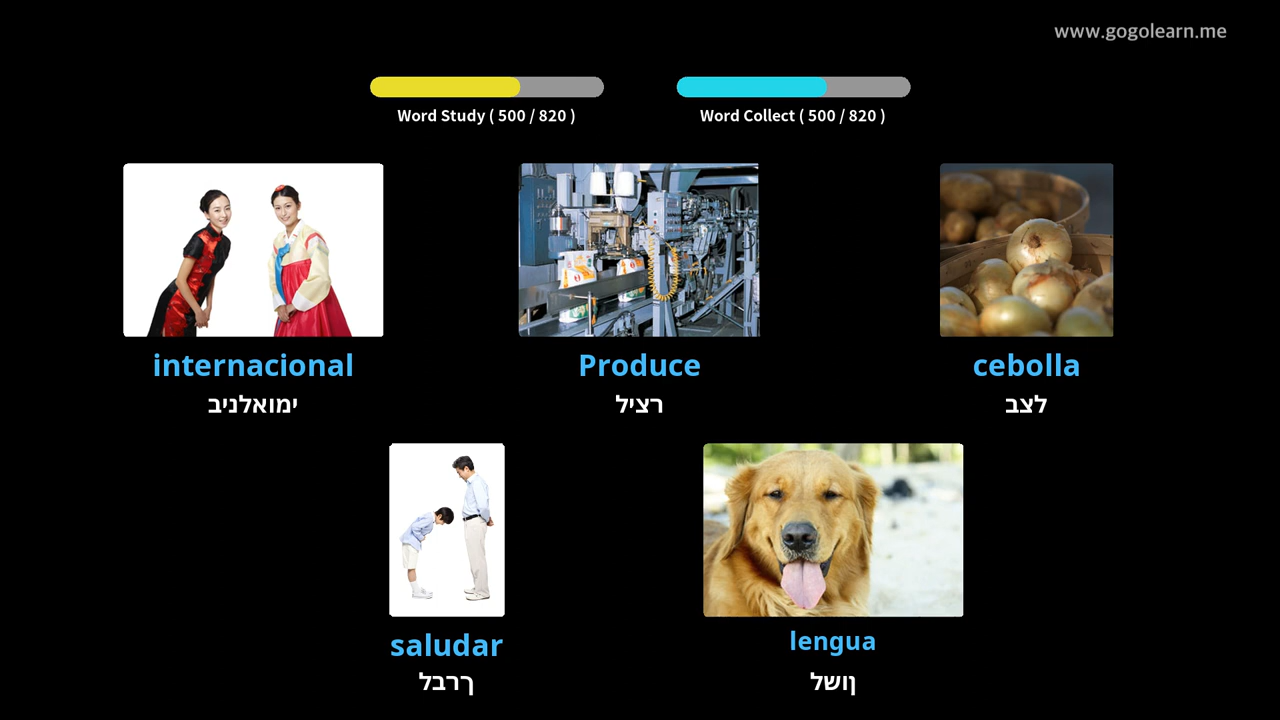 www.gogolearn.me
Word Study ( 500 / 820 )
Word Collect ( 500 / 820 )
internacional
ימואלניב
Produce
רציל
cebolla
לצב
saludar
ךרבל
lengua
ןושל